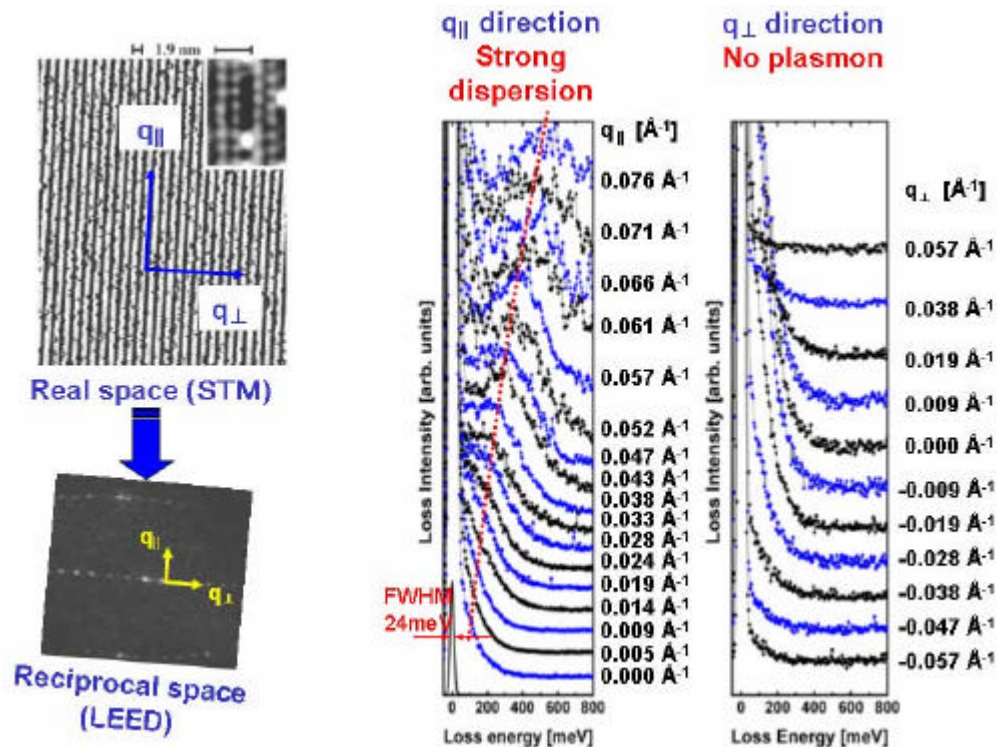 1.9 nm
q||
q⊥
Real space (STM)
q||
q⊥
Reciprocal space
(LEED)
q|| direction
Strong
dispersion
q|| [Å-1]
0.076 Å-1
0.071 Å-1
0.066 Å-1
0.061 Å-1
0.057 Å-1
0.052 Å-1
0.047 Å-1
0.043 Å-1
0.038 Å-1
0.033 Å-1
0.028 Å-1
0.024 Å-1
0.019 Å-1
0.014 Å-1
0.009 Å-1
0.005 Å-1
0.000 Å-1
Loss Intensity [arb. units]
FWHM
24meV
0 200 400 600 800
Loss energy [meV]
q⊥ direction
No plasmon
q⊥ [Å-1]
0.057 Å-1
0.038 Å-1
0.019 Å-1
0.009 Å-1
0.000 Å-1
-0.009 Å-1
-0.019 Å-1
-0.028 Å-1
-0.038 Å-1
-0.047 Å-1
-0.057 Å-1
Loss Intensity [arb. units]
0 200 400 600 800
Loss Energy [meV]